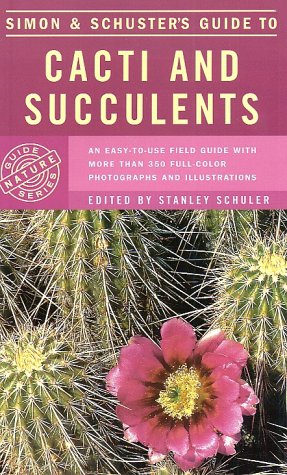 SIMON & SCHUSTER'S GUIDE TO
CACTI AND
SUCCULENTS
GUIDE
NATURE
SERIES
AN EASY-TO-USE FIELD GUIDE WITH
MORE THAN 350 FULL-COLOR
PHOTOGRAPHS AND ILLUSTRATIONS
EDITED BY STANLEY SCHULER